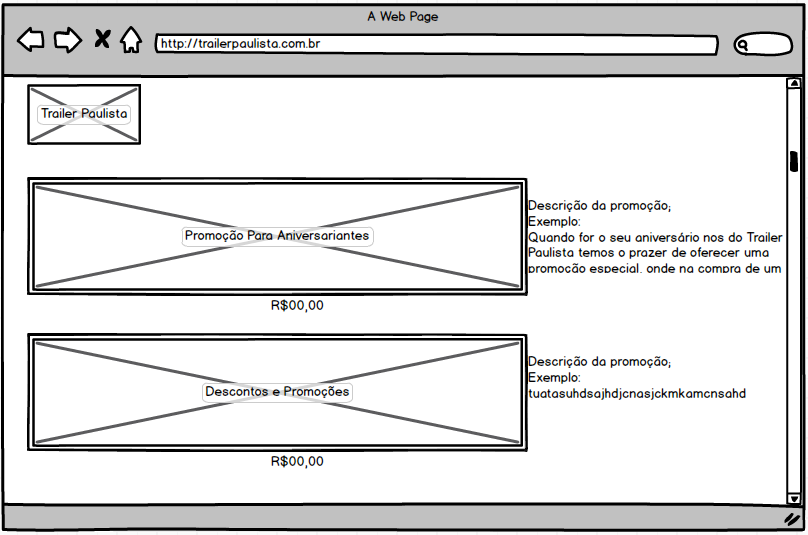 A Web Page
http://trailerpaulista.com.br
Trailer Paulista
Promoção Para Aniversariantes
Descrição da promoção;
Exemplo:
Quando for o seu aniversário nos do Trailer
Paulista temos o prazer de oferecer uma
promoção especial, onde na compra de um
R$00,00
Descontos e Promoções
Descrição da promoção;
Exemplo:
tuatasuhdsajhdjcnasjckmkamcnsahd
R$00,00